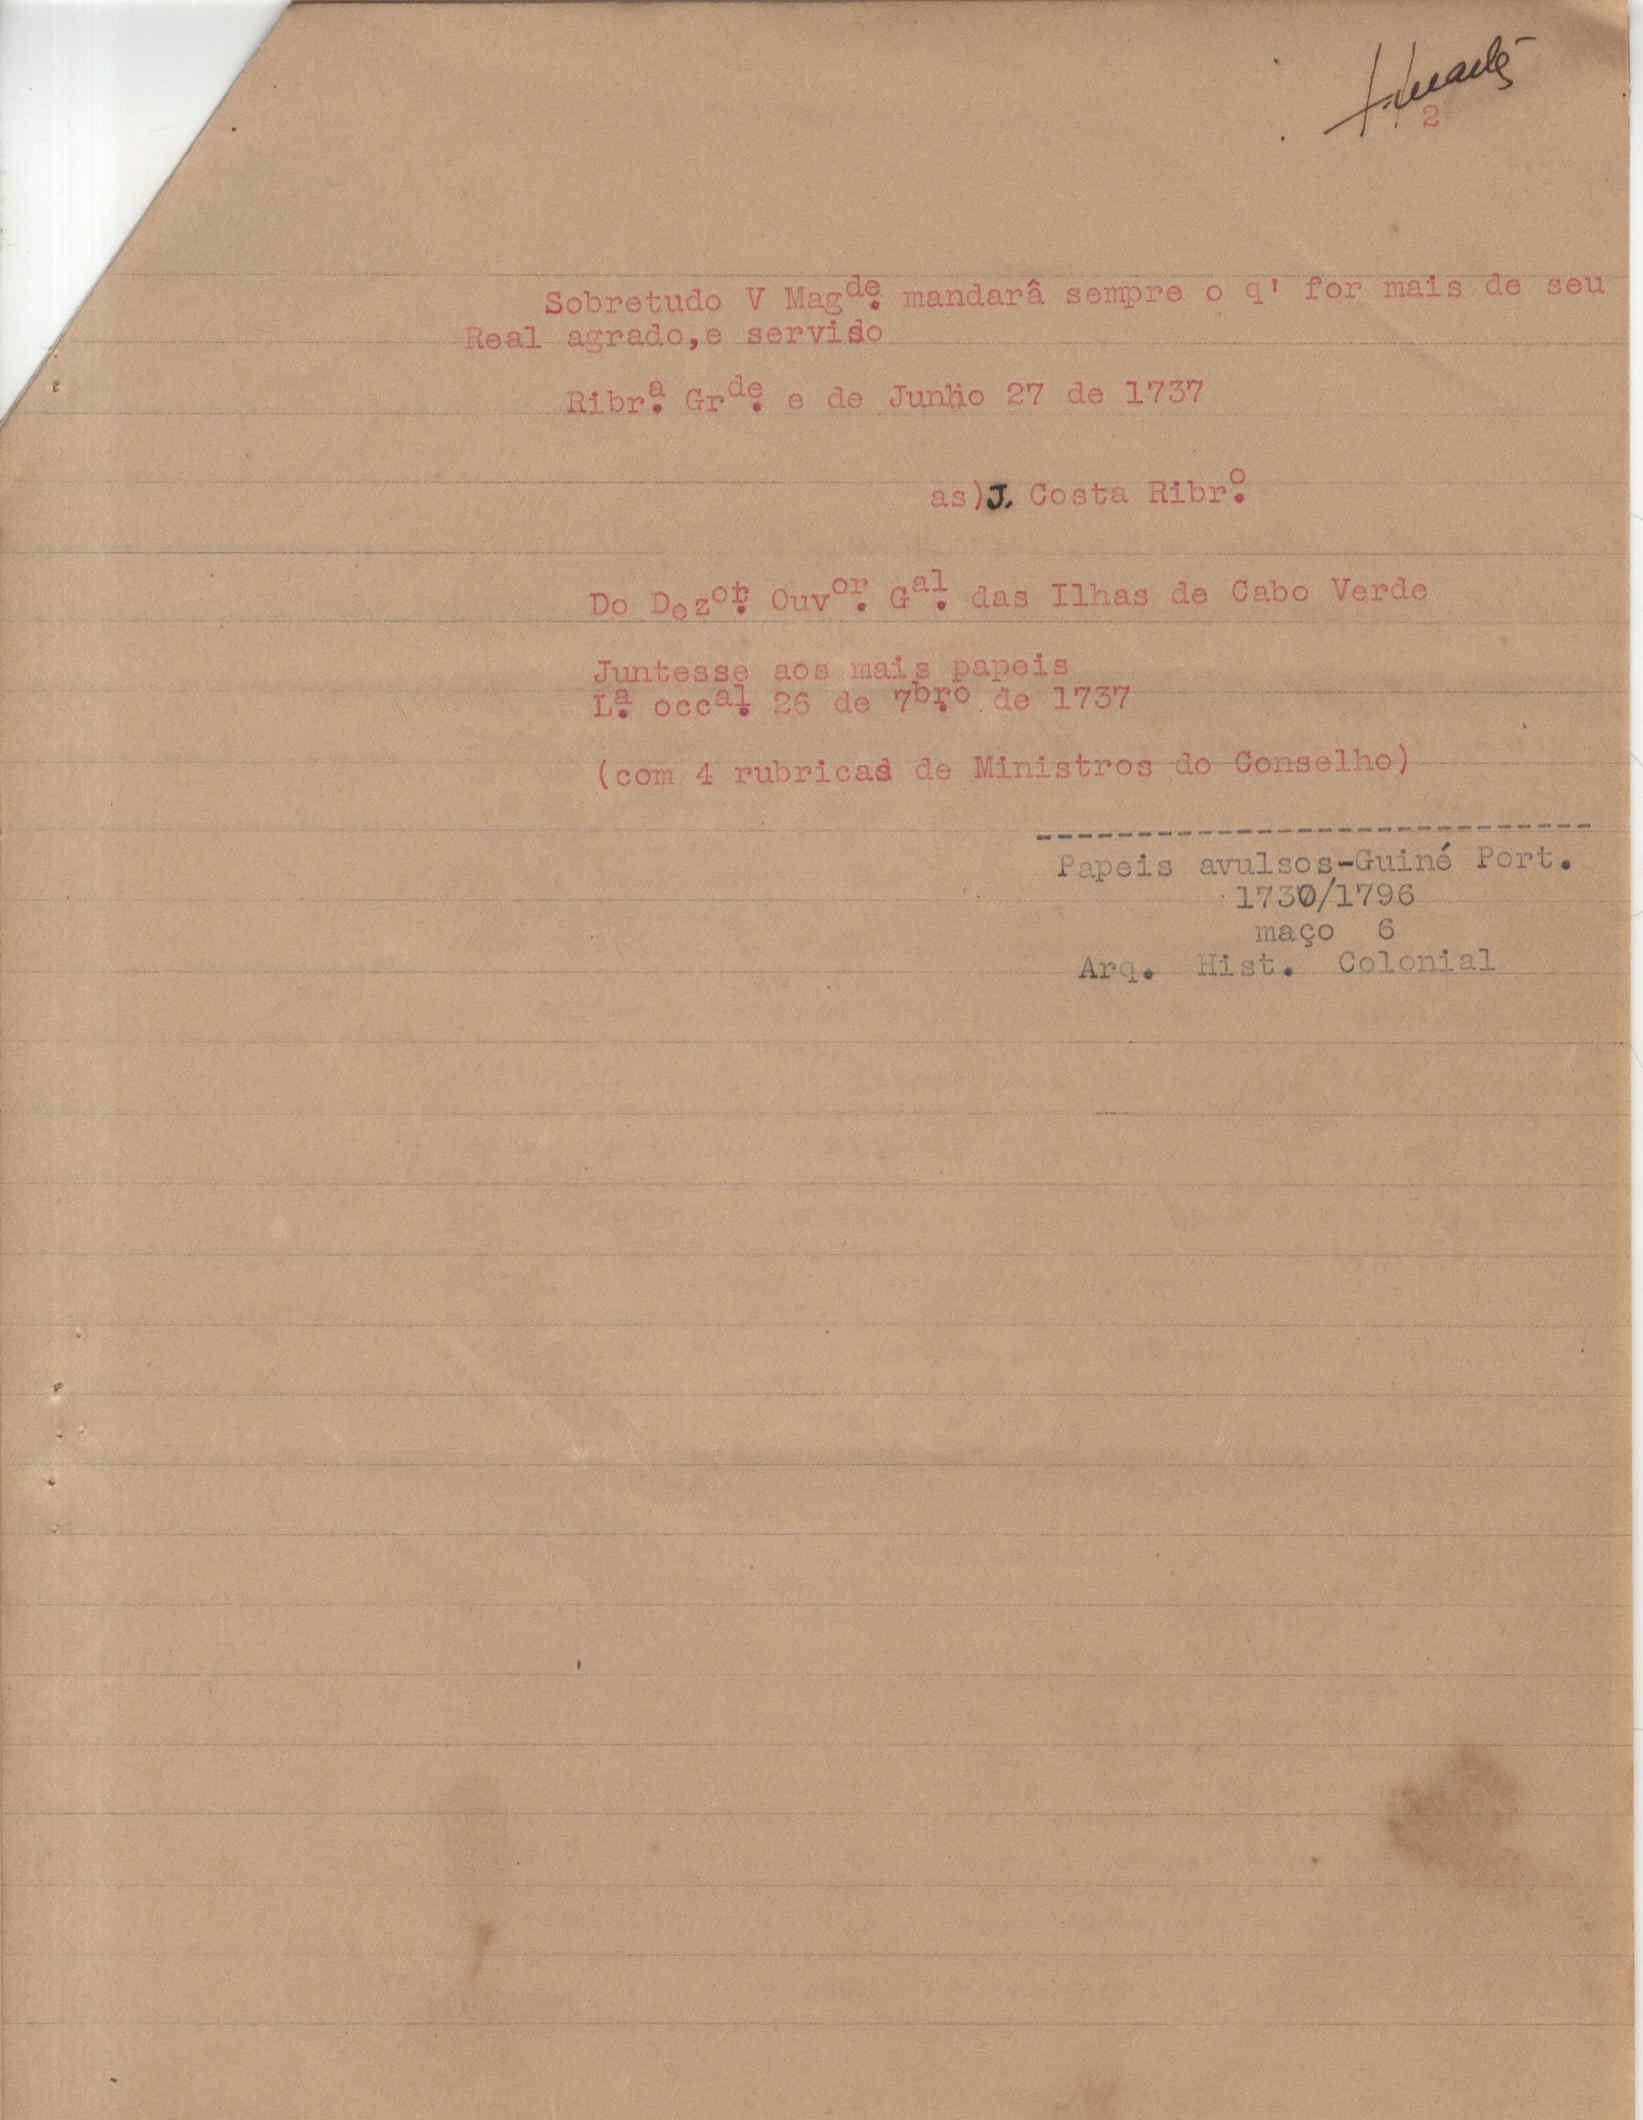 2
Sobretudo V Magde. mandarâ sempre o q' for mais de seu
Real agrado,e serviso
Ribra. Grde. e de Junho 27 de 1737
as)J. Costa Ribro.
Do Dezor. Ouvor. Gal. das Ilhas de Cabo Verde
Juntesse aos mais papeis
La. occal. 26 de 7bro. de 1737
(com 4 rubricas de Ministros do Conselho)
Papeis avulsos-Guiné Port.
1730/1796
maço 6
Arq. Hist. Colonial